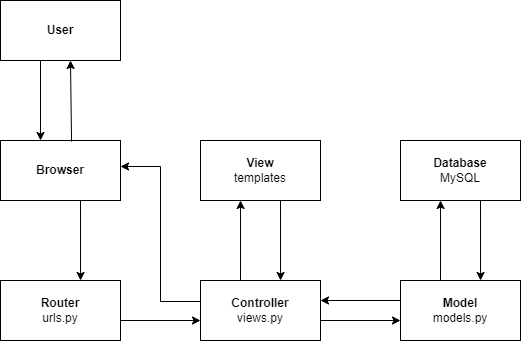 User
Browser
View
templates
Database
MySQL
Router
urls.py
Controller
views.py
Model
models.py